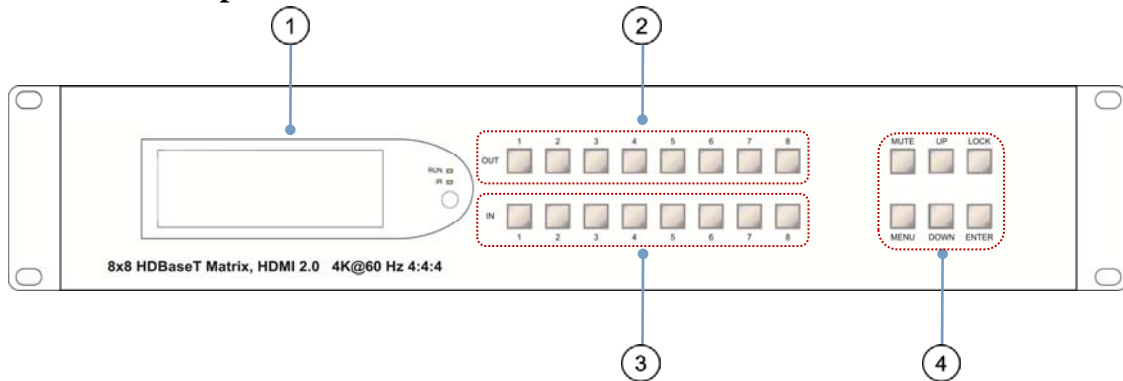 1 2
1 2 3 4 5 6 7 8
OUT
MUTE UP LOCK
RUN
IR
IN
1 2 3 4 5 6 7 8
MENU DOWN ENTER
8x8 HDBaseT Matrix, HDMI 2.0 4K@60 Hz 4:4:4
3 4